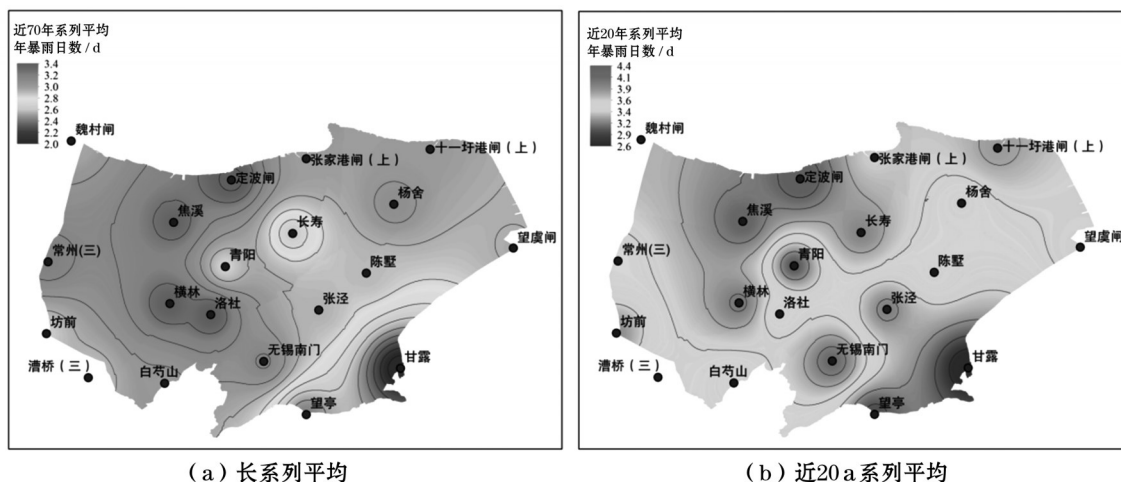 近70年系列平均
年暴雨日数/d
3.4
3.2
3.0
2.8
2.6
2.4
2.2
2.0
魏村闸
定波闸
张家港闸（上）
十一圩港闸（上）
焦溪
长寿
杨舍
望虞闸
常州(三)
青阳
陈墅
横林
洛社
张泾
坊前
无锡南门
甘露
漕桥（三）
白芍山
望亭
（a）长系列平均
近20年系列平均
年暴雨日数/d
4.4
4.1
3.9
3.6
3.4
3.2
2.9
2.6
魏村闸
定波闸
张家港闸（上）
十一圩港闸（上）
焦溪
长寿
杨舍
望虞闸
常州(三)
青阳
陈墅
横林
洛社
张泾
坊前
无锡南门
甘露
漕桥（三）
白芍山
望亭
（b）近20 a系列平均